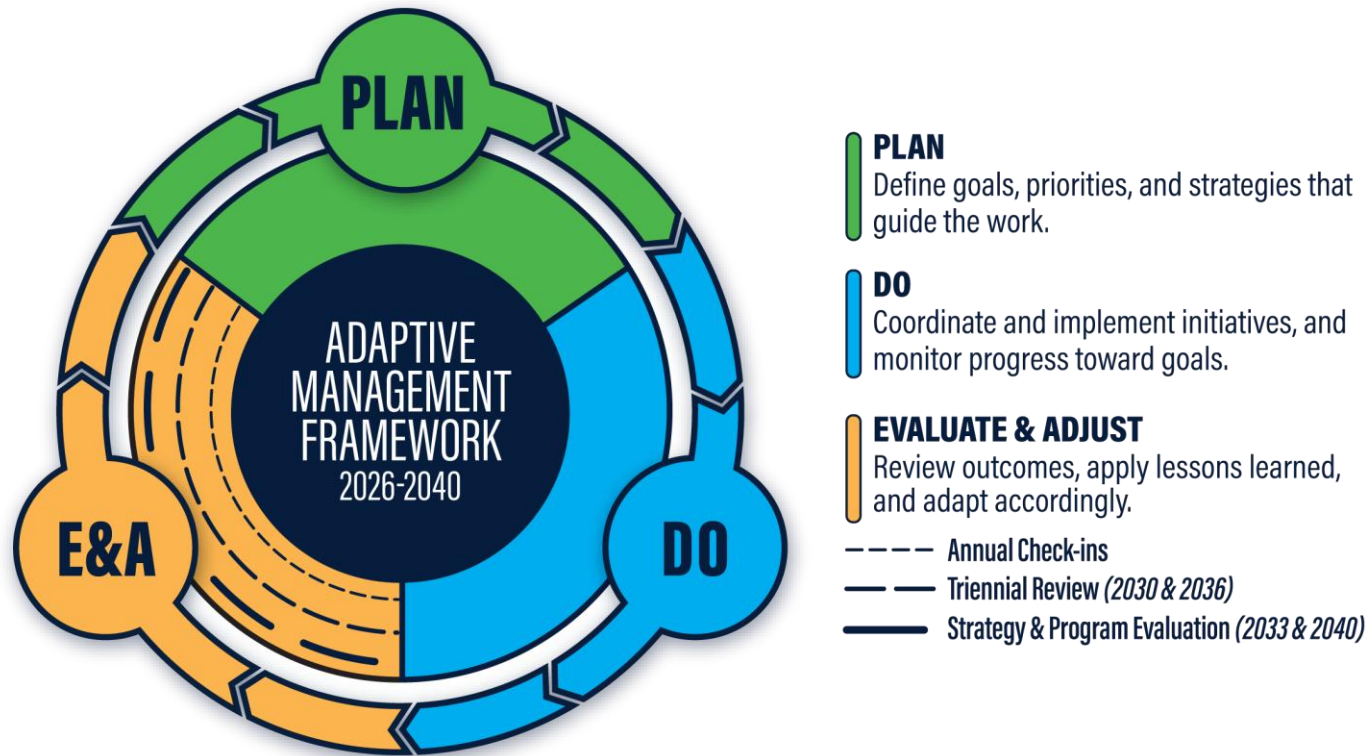 PLAN
ADAPTIVE
MANAGEMENT
FRAMEWORK
2026-2040
E&A
DO
PLAN
Define goals, priorities, and strategies that
guide the work.
DO
Coordinate and implement initiatives, and
monitor progress toward goals.
EVALUATE & ADJUST
Review outcomes, apply lessons learned,
and adapt accordingly.
Annual Check-ins
Triennial Review (2030 & 2036)
Strategy & Program Evaluation (2033 & 2040)